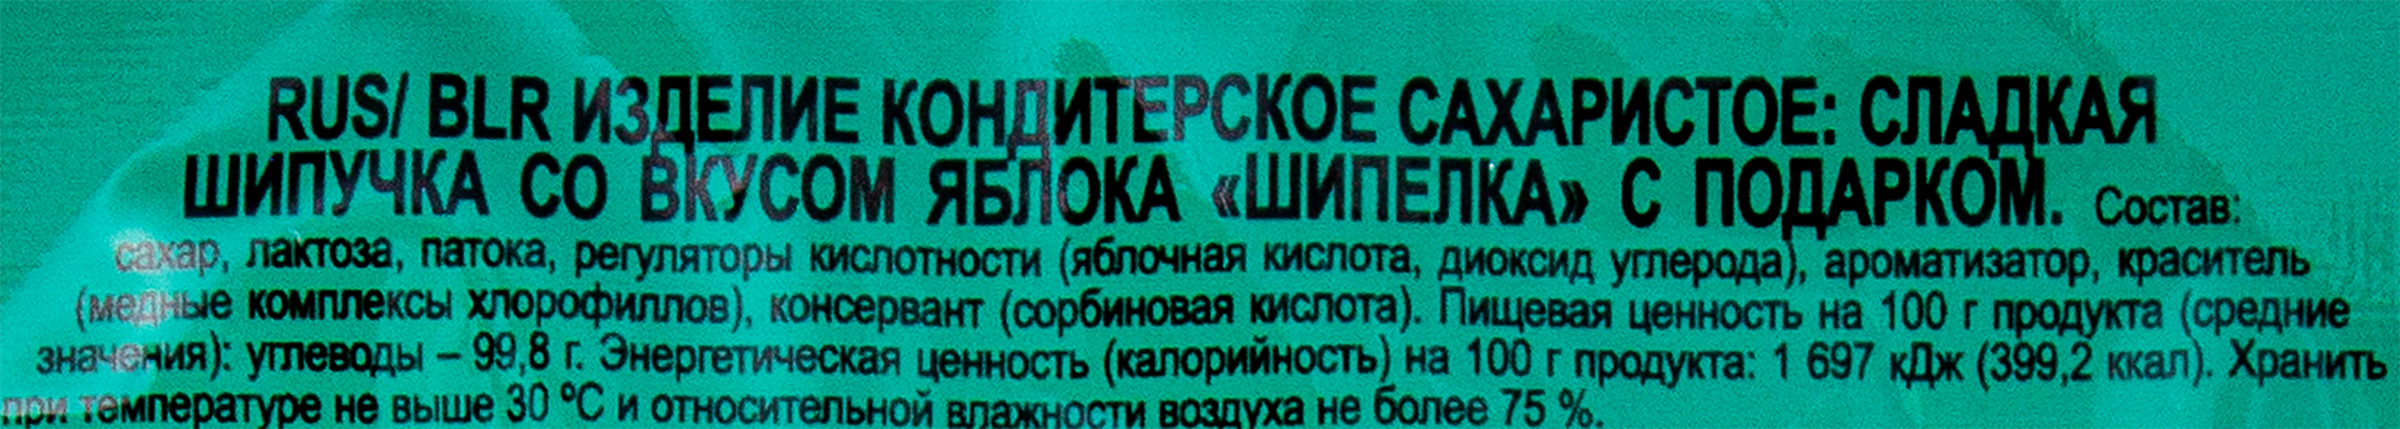 RUS/ BLR ИЗДЕЛИЕ КОНДИТЕРСКОЕ САХАРИСТОЕ: СЛАДКАЯ
ШИПУЧКА СО ВКУСОМ ЯБЛОКА «ШИПЕЛКА» С ПОДАРКОМ. Состав:
сахар, лактоза, патока, регуляторы кислотности (яблочная кислота, диоксид углерода), ароматизатор, краситель
(медные комплексы хлорофиллов), консервант (сорбиновая кислота). Пищевая ценность на 100 г продукта (средние
значения): углеводы – 99,8 г. Энергетическая ценность (калорийность) на 100 г продукта: 1 697 кДж (399,2 ккал). Хранить
при температуре не выше 30 °C и относительной влажности воздуха не более 75 %.